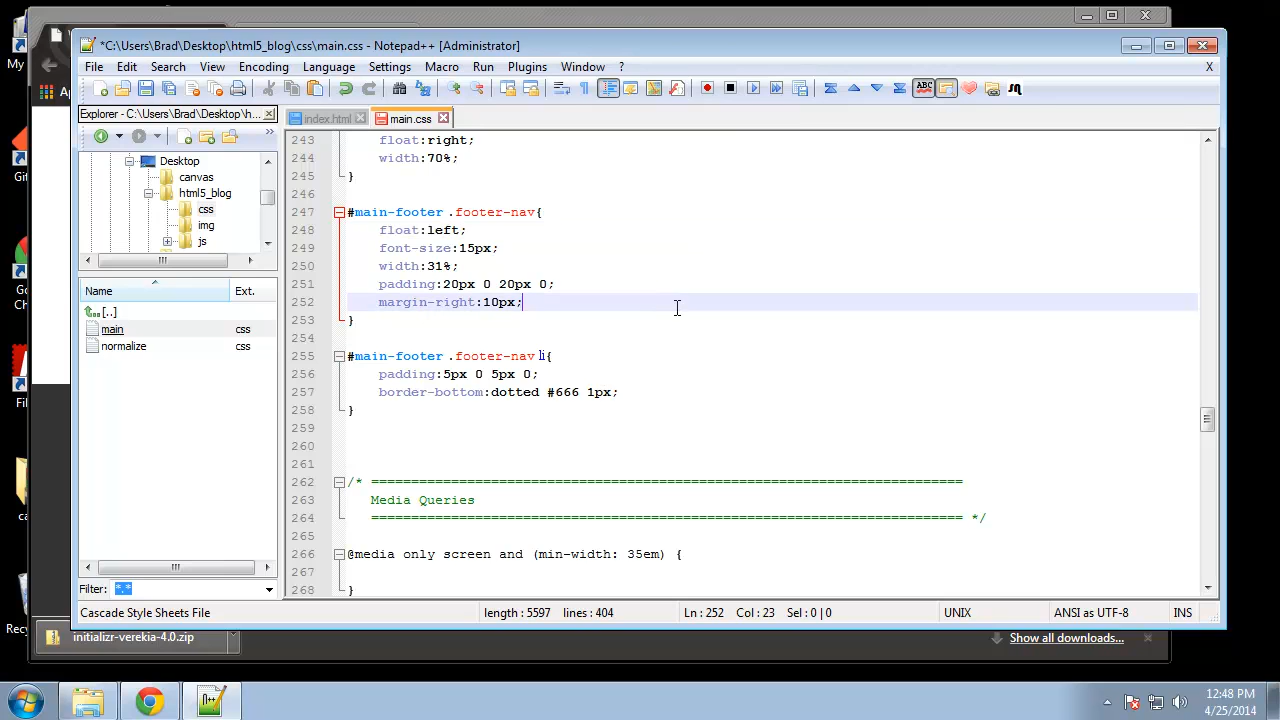 *C:\Users\Brad\Desktop\html5_blog\css\main.css - Notepad++ [Administrator]
File Edit Search View Encoding Language Settings Macro Run Plugins Window ? X
Explorer - C:\Users\Brad\Desktop\h...
index.html
main.css
Desktop
canvas
html5_blog
css
img
js
Name Ext.
[..]
main css
normalize css
Filter: *.*
243 float:right;
244 width:70%;
245 }
246
247 #main-footer .footer-nav{
248 float:left;
249 font-size:15px;
250 width:31%;
251 padding:20px 0 20px 0;
252 margin-right:10px;
253 }
254
255 #main-footer .footer-nav li{
256 padding:5px 0 5px 0;
257 border-bottom:dotted #666 1px;
258 }
259
260
261
262 /* ==========================================================================
263 Media Queries
264 ========================================================================== */
265
266 @media only screen and (min-width: 35em) {
267
268 }
Cascade Style Sheets File length : 5597 lines : 404 Ln : 252 Col : 23 Sel : 0 | 0 UNIX ANSI as UTF-8 INS
initializr-verekia-4.0.zip
Show all downloads...
My
Git
Fil
ca
Recy
Ap
12:48 PM
4/25/2014